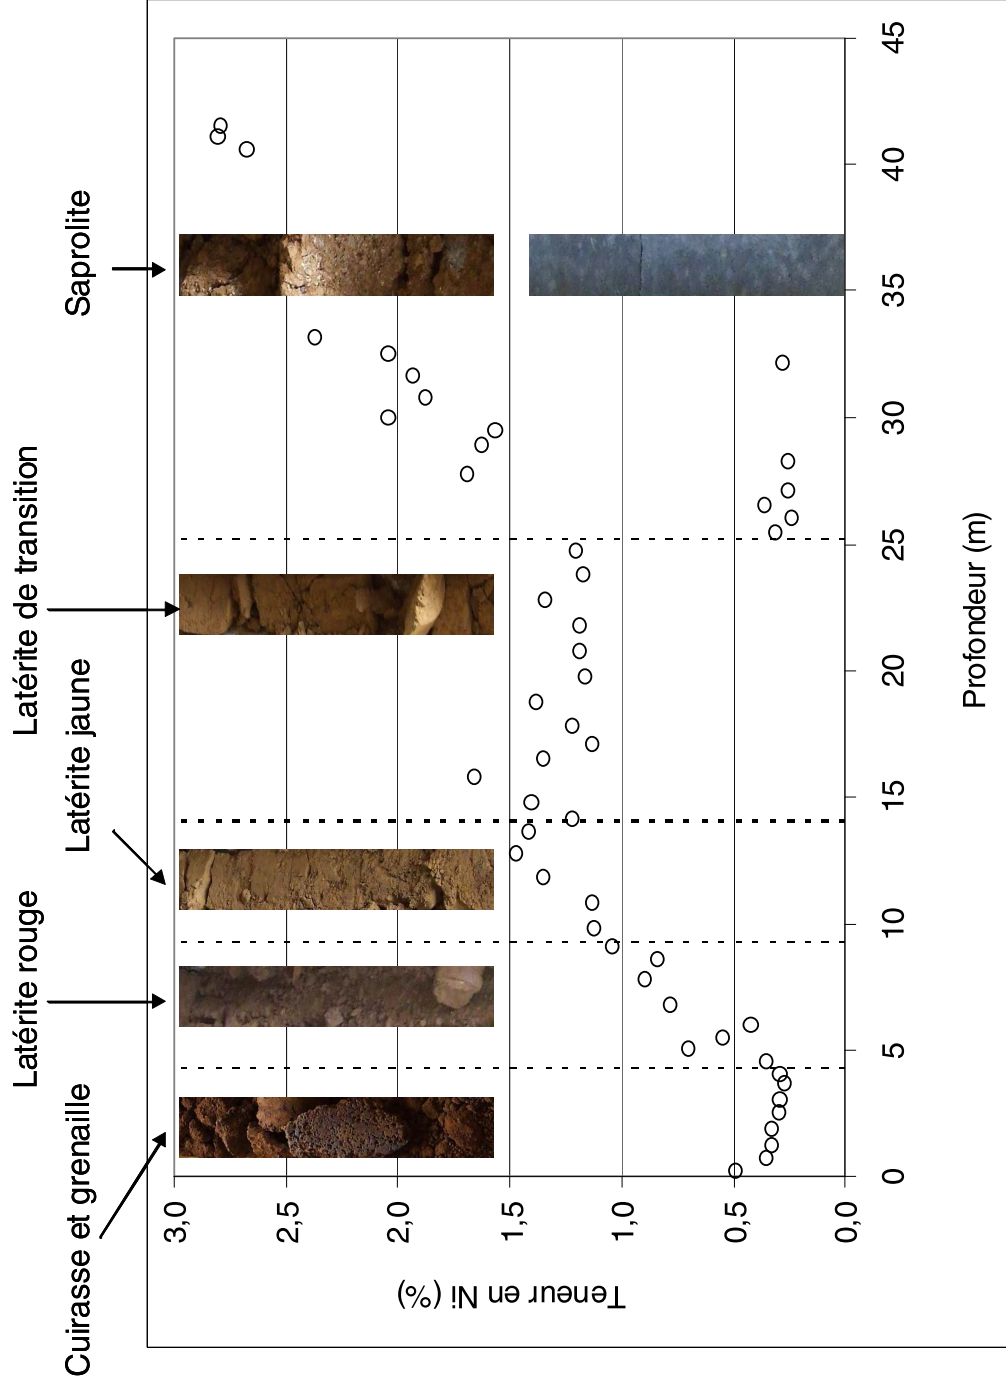 Cuirasse et grenaille
Latérite rouge
Latérite jaune
Latérite de transition
Saprolite
3,0
2,5
2,0
1,5
1,0
0,5
0,0
Teneur en Ni (%)
0
5
10
15
20
25
30
35
40
45
Profondeur (m)